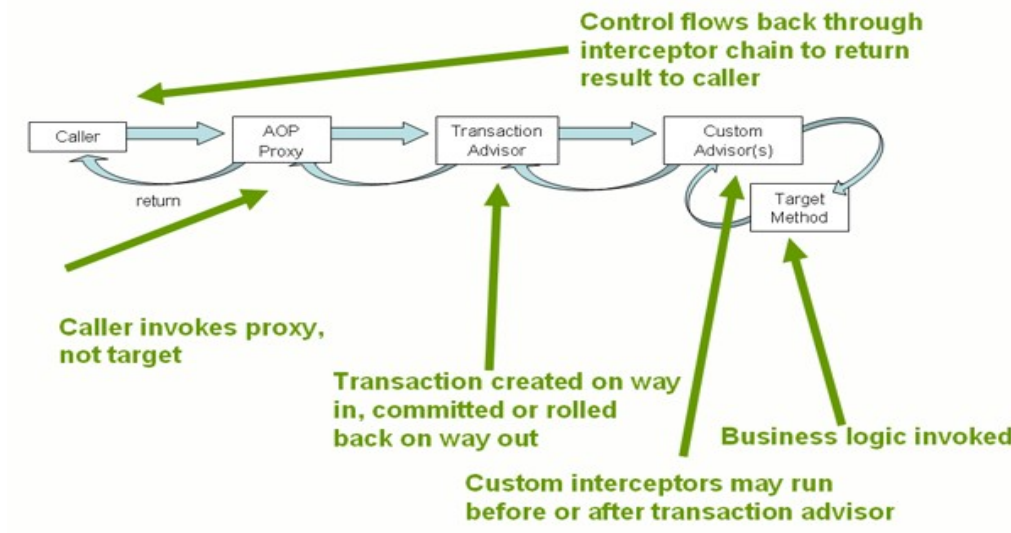 Control flows back through
interceptor chain to return
result to caller
Caller
AOP
Proxy
Transaction
Advisor
Custom
Advisor(s)
return
Target
Method
Caller invokes proxy,
not target
Transaction created on way
in, committed or rolled
back on way out
Business logic invoked
Custom interceptors may run
before or after transaction advisor